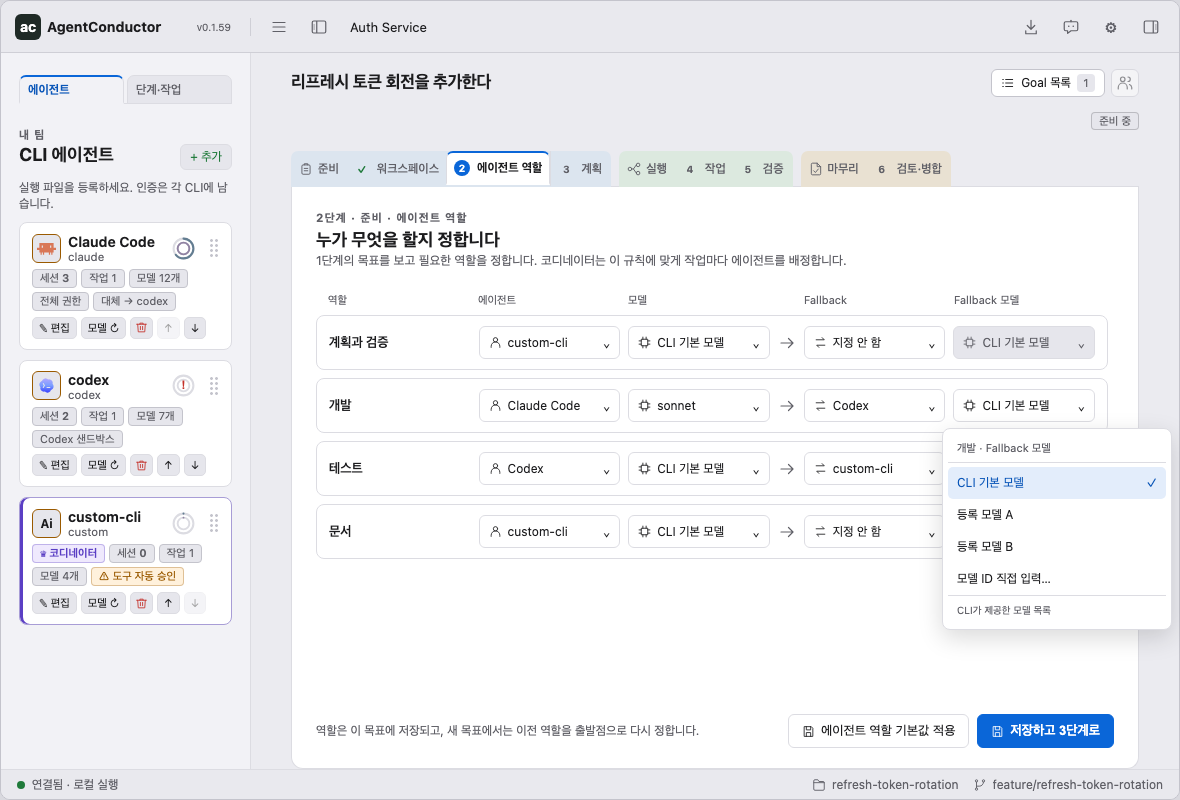 ac AgentConductor v0.1.59 Auth Service
에이전트 단계·작업
내 팀
CLI 에이전트
+ 추가
실행 파일을 등록하세요. 인증은 각 CLI에 남
습니다.
Claude Code
claude
세션 3 작업 1 모델 12개
전체 권한 대체 → codex
편집 모델
codex
codex
세션 2 작업 1 모델 7개
Codex 샌드박스
편집 모델
Ai custom-cli
custom
코디네이터 세션 0 작업 1
모델 4개 도구 자동 승인
편집 모델
리프레시 토큰 회전을 추가한다
Goal 목록 1
준비 중
준비 ✓ 워크스페이스 2 에이전트 역할 3 계획 실행 4 작업 5 검증 마무리 6 검토·병합
2단계 · 준비 · 에이전트 역할
누가 무엇을 할지 정합니다
1단계의 목표를 보고 필요한 역할을 정합니다. 코디네이터는 이 규칙에 맞게 작업마다 에이전트를 배정합니다.
역할 에이전트 모델 Fallback Fallback 모델
계획과 검증 custom-cli CLI 기본 모델 → 지정 안 함 CLI 기본 모델
개발 Claude Code sonnet → Codex CLI 기본 모델
테스트 Codex CLI 기본 모델 → custom-cli
문서 custom-cli CLI 기본 모델 → 지정 안 함
개발 · Fallback 모델
CLI 기본 모델 ✓
등록 모델 A
등록 모델 B
모델 ID 직접 입력...
CLI가 제공한 모델 목록
역할은 이 목표에 저장되고, 새 목표에서는 이전 역할을 출발점으로 다시 정합니다.
에이전트 역할 기본값 적용
저장하고 3단계로
연결됨 · 로컬 실행
refresh-token-rotation feature/refresh-token-rotation